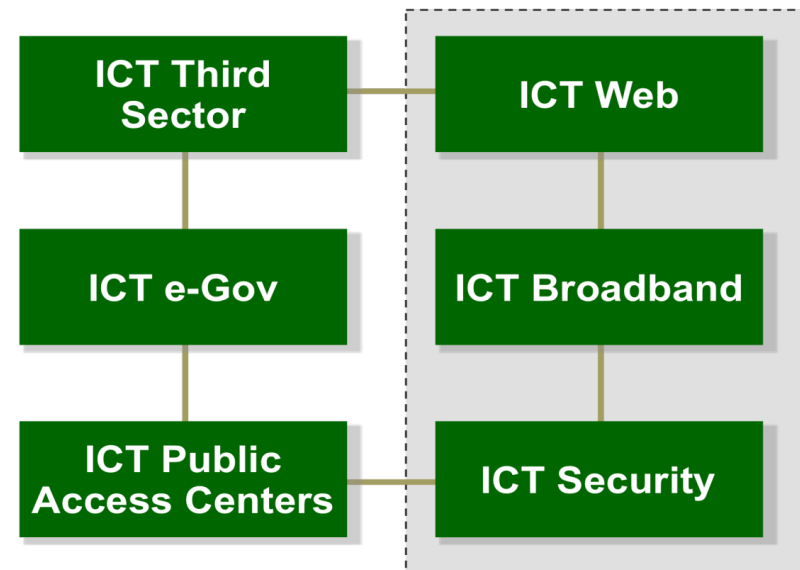 ICT Third
Sector
ICT Web
ICT e-Gov
ICT Broadband
ICT Public
Access Centers
ICT Security